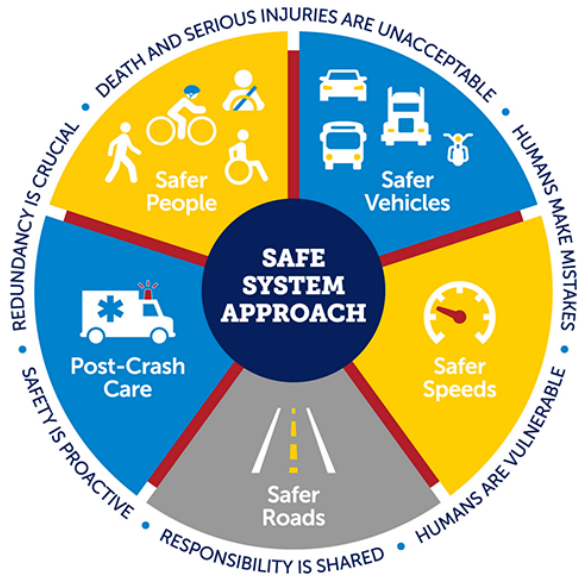 DEATH AND SERIOUS INJURIES ARE UNACCEPTABLE
HUMANS MAKE MISTAKES
HUMANS ARE VULNERABLE
RESPONSIBILITY IS SHARED
SAFETY IS PROACTIVE
REDUNDANCY IS CRUCIAL
Safer
People
Safer
Vehicles
SAFE
SYSTEM
APPROACH
Post-Crash
Care
Safer
Speeds
Safer
Roads